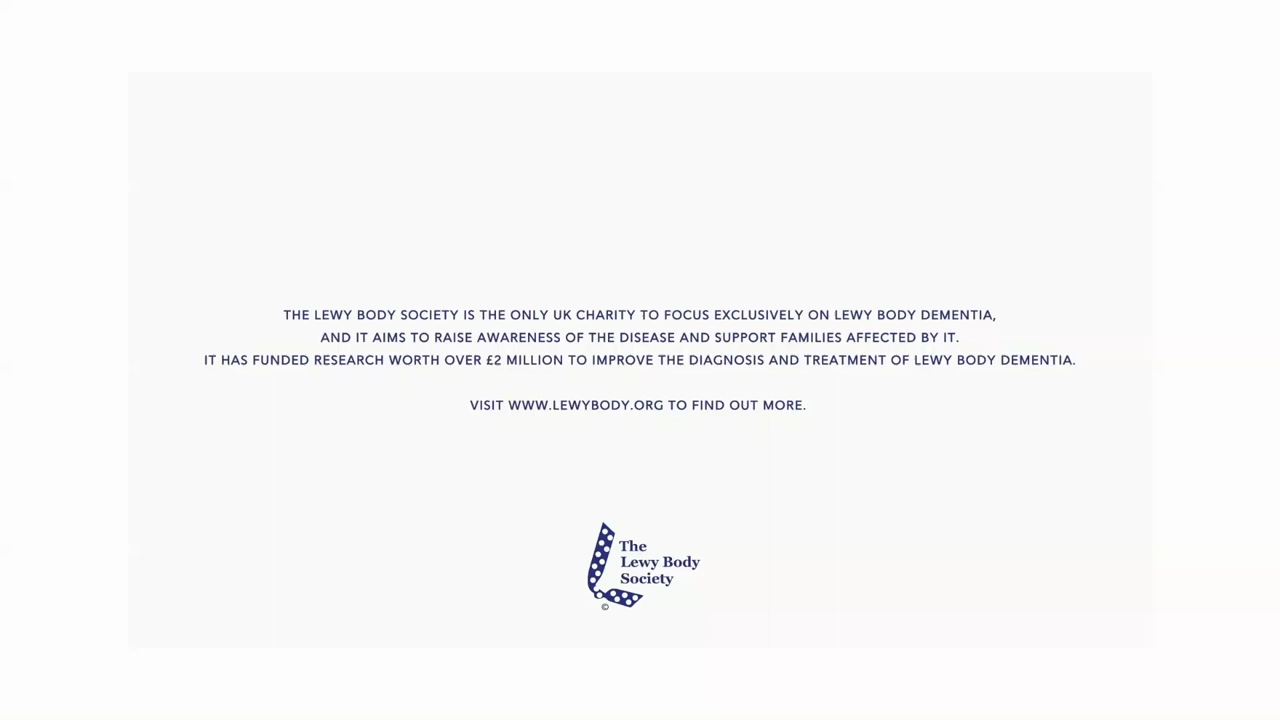 THE LEWY BODY SOCIETY IS THE ONLY UK CHARITY TO FOCUS EXCLUSIVELY ON LEWY BODY DEMENTIA,
AND IT AIMS TO RAISE AWARENESS OF THE DISEASE AND SUPPORT FAMILIES AFFECTED BY IT.
IT HAS FUNDED RESEARCH WORTH OVER £2 MILLION TO IMPROVE THE DIAGNOSIS AND TREATMENT OF LEWY BODY DEMENTIA.
VISIT WWW.LEWYBODY.ORG TO FIND OUT MORE.
The
Lewy Body
Society
©